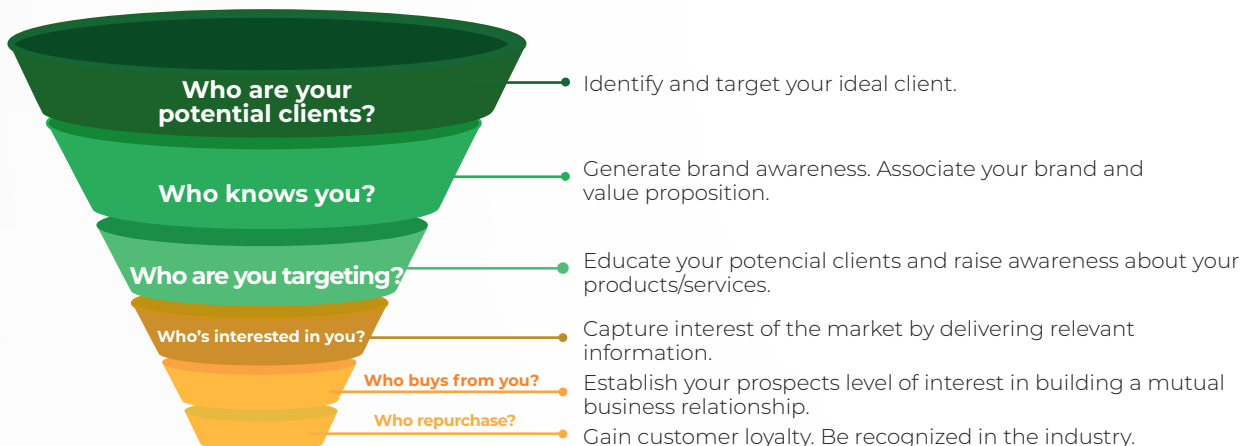 Who are your
potential clients?
Identify and target your ideal client.
Who knows you?
Generate brand awareness. Associate your brand and
value proposition.
Who are you targeting?
Educate your potencial clients and raise awareness about your
products/services.
Who's interested in you?
Capture interest of the market by delivering relevant
information.
Who buys from you?
Establish your prospects level of interest in building a mutual
business relationship.
Who repurchase?
Gain customer loyalty. Be recognized in the industry.